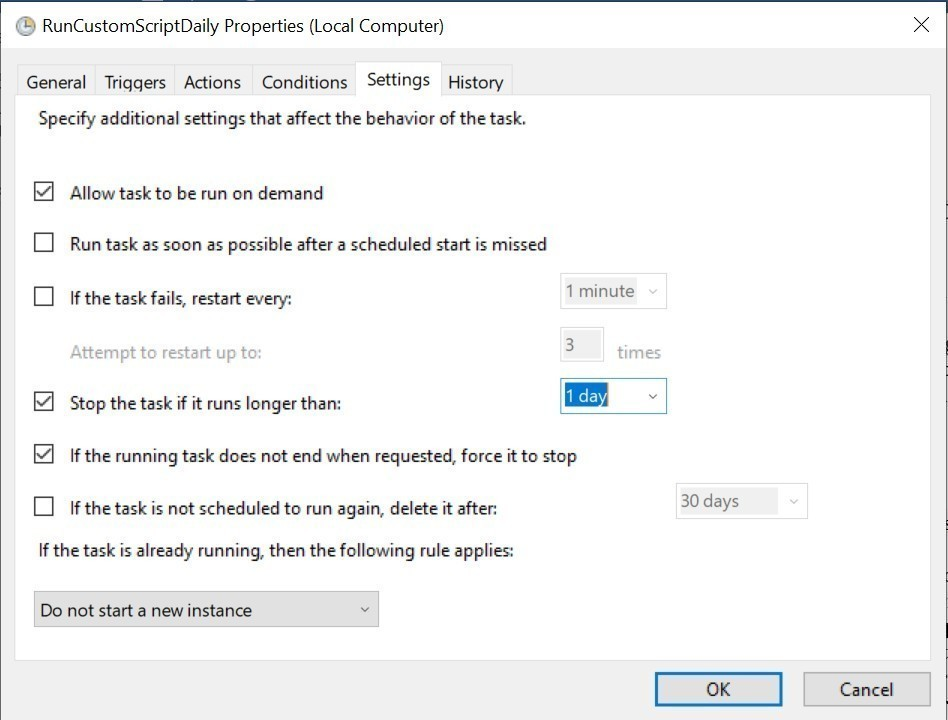 RunCustomScriptDaily Properties (Local Computer)
General Triggers Actions Conditions Settings History
Specify additional settings that affect the behavior of the task.
Allow task to be run on demand
Run task as soon as possible after a scheduled start is missed
If the task fails, restart every: 1 minute
Attempt to restart up to: 3 times
Stop the task if it runs longer than: 1 day
If the running task does not end when requested, force it to stop
If the task is not scheduled to run again, delete it after: 30 days
If the task is already running, then the following rule applies:
Do not start a new instance
OK Cancel